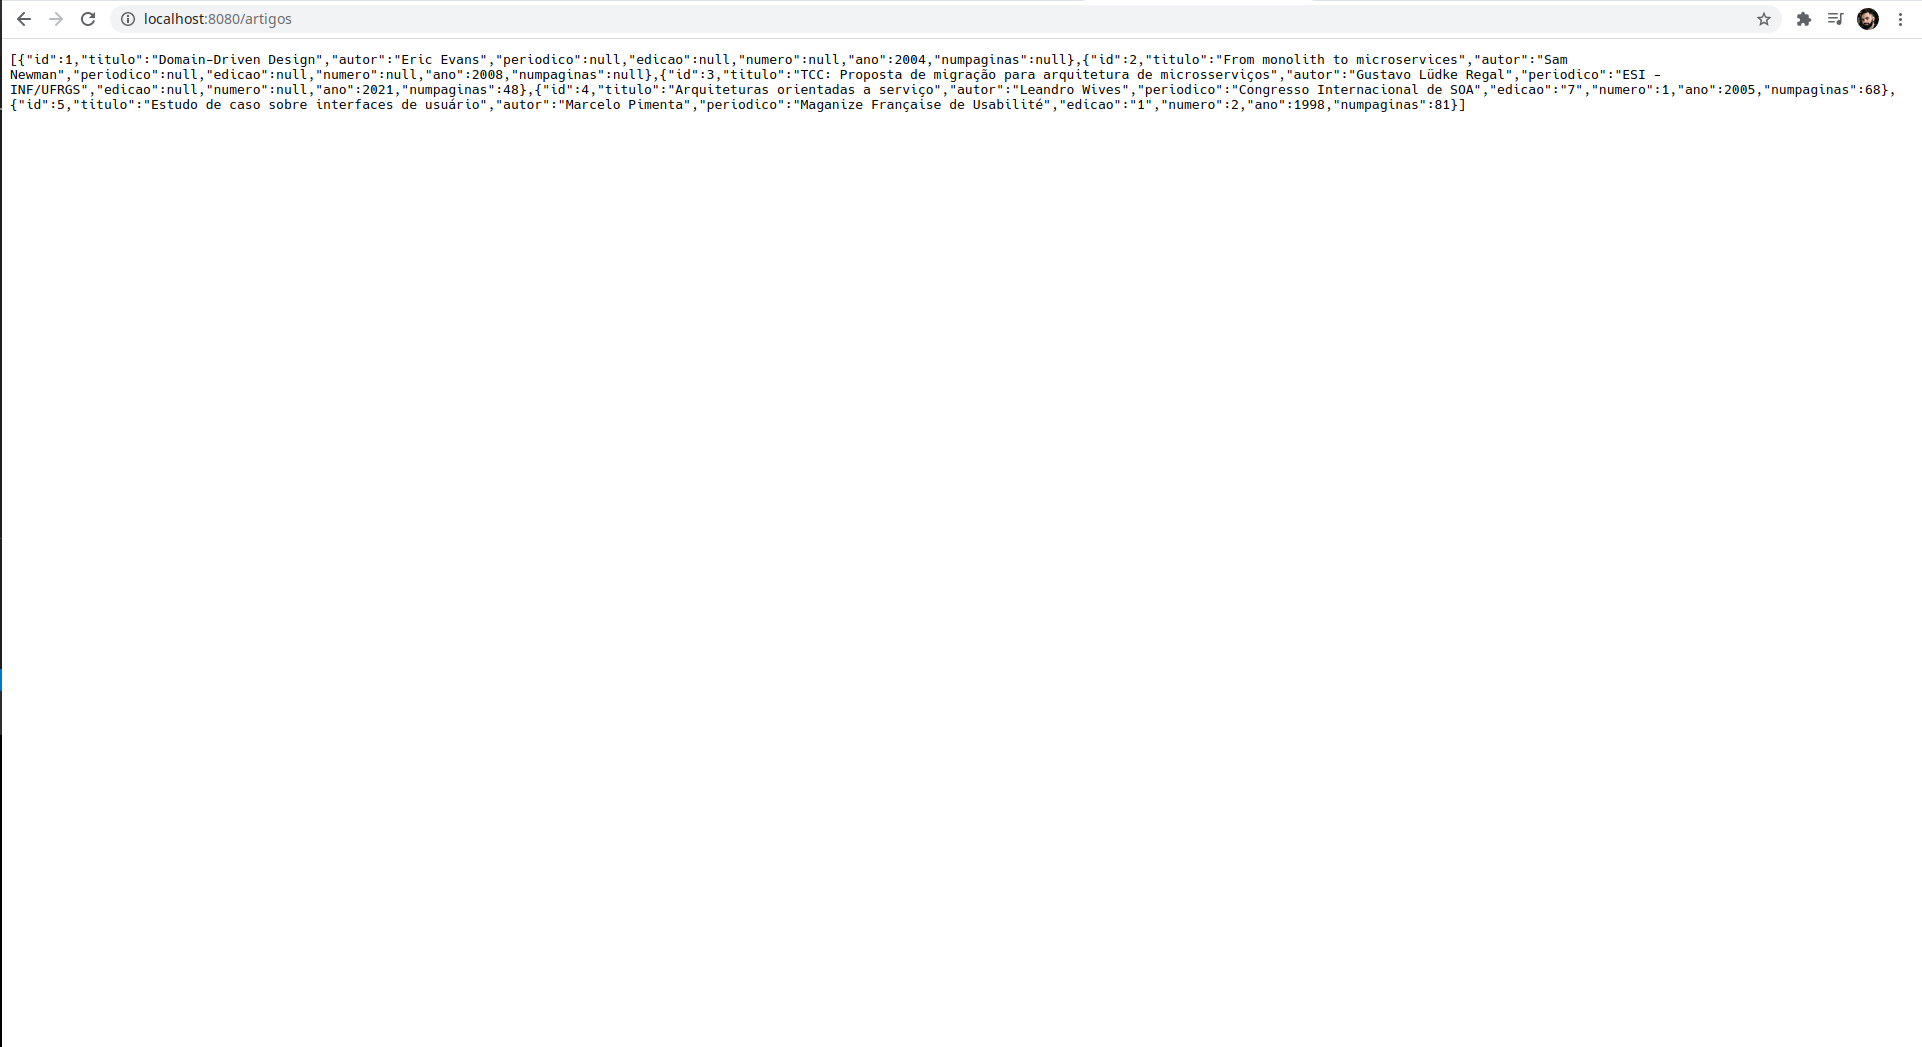 localhost:8080/artigos
[{"id":1,"titulo":"Domain-Driven Design","autor":"Eric Evans","periodico":null,"edicao":null,"numero":null,"ano":2004,"numpaginas":null},{"id":2,"titulo":"From monolith to microservices","autor":"Sam
Newman","periodico":null,"edicao":null,"numero":null,"ano":2008,"numpaginas":null},{"id":3,"titulo":"TCC: Proposta de migração para arquitetura de microsserviços","autor":"Gustavo Lüdke Regal","periodico":"ESI -
INF/UFRGS","edicao":null,"numero":null,"ano":2021,"numpaginas":48},{"id":4,"titulo":"Arquiteturas orientadas a serviço","autor":"Leandro Wives","periodico":"Congresso Internacional de SOA","edicao":"7","numero":1,"ano":2005,"numpaginas":68},
{"id":5,"titulo":"Estudo de caso sobre interfaces de usuário","autor":"Marcelo Pimenta","periodico":"Maganize Française de Usabilité","edicao":"1","numero":2,"ano":1998,"numpaginas":81}]